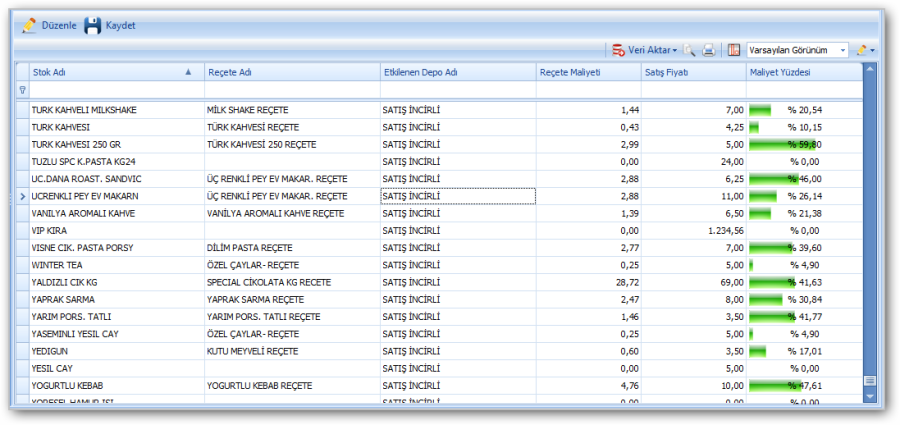 Düzenle Kaydet
Veri Aktar Varsayılan Görünüm
Stok Adı Reçete Adı Etkilenen Depo Adı Reçete Maliyeti Satış Fiyatı Maliyet Yüzdesi
TURK KAHVELI MILKSHAKE MİLK SHAKE REÇETE SATIŞ İNCİRLİ 1,44 7,00 % 20,54
TURK KAHVESI TÜRK KAHVESİ REÇETE SATIŞ İNCİRLİ 0,43 4,25 % 10,15
TURK KAHVESI 250 GR TÜRK KAHVESİ 250 REÇETE SATIŞ İNCİRLİ 2,99 5,00 % 59,80
TUZLU SPC K.PASTA KG24 SATIŞ İNCİRLİ 0,00 24,00 % 0,00
UC.DANA ROAST. SANDVIC ÜÇ RENKLİ PEY EV MAKAR. REÇETE SATIŞ İNCİRLİ 2,88 6,25 % 46,00
UCRENKLI PEY EV MAKARN ÜÇ RENKLİ PEY EV MAKAR. REÇETE SATIŞ İNCİRLİ 2,88 11,00 % 26,14
VANILYA AROMALI KAHVE VANİLYA AROMALI KAHVE REÇETE SATIŞ İNCİRLİ 1,39 6,50 % 21,38
VIP KIRA SATIŞ İNCİRLİ 0,00 1.234,56 % 0,00
VISNE CIK. PASTA PORSY DİLİM PASTA REÇETE SATIŞ İNCİRLİ 2,77 7,00 % 39,60
WINTER TEA ÖZEL ÇAYLAR- REÇETE SATIŞ İNCİRLİ 0,25 5,00 % 4,90
YALDIZLI CIK KG SPECIAL CİKOLATA KG RECETE SATIŞ İNCİRLİ 28,72 69,00 % 41,63
YAPRAK SARMA YAPRAK SARMA REÇETE SATIŞ İNCİRLİ 2,47 8,00 % 30,84
YARIM PORS. TATLI YARIM PORS. TATLI REÇETE SATIŞ İNCİRLİ 1,46 3,50 % 41,77
YASEMINLI YESIL CAY ÖZEL ÇAYLAR- REÇETE SATIŞ İNCİRLİ 0,25 5,00 % 4,90
YEDIGUN KUTU MEYVELİ REÇETE SATIŞ İNCİRLİ 0,60 3,50 % 17,01
YESIL CAY SATIŞ İNCİRLİ 0,00 5,00 % 0,00
YOGURTLU KEBAB YOGURTLU KEBAB REÇETE SATIŞ İNCİRLİ 4,76 10,00 % 47,61
YORESEL HAMUR ISI SATIŞ İNCİRLİ 0,00 0,00 % 0,00